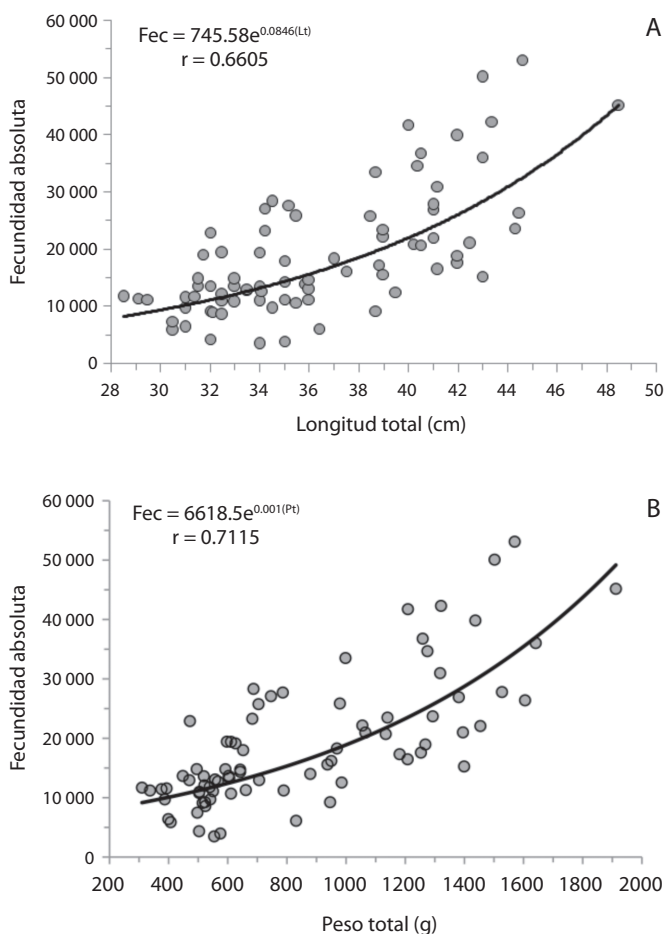 A
Fec = 745.58e^0.0846(Lt)
r = 0.6605
Fecundidad absoluta
60 000
50 000
40 000
30 000
20 000
10 000
0
28 30 32 34 36 38 40 42 44 46 48 50
Longitud total (cm)
B
Fec = 6618.5e^0.001(Pt)
r = 0.7115
Fecundidad absoluta
60 000
50 000
40 000
30 000
20 000
10 000
0
200 400 600 800 1000 1200 1400 1600 1800 2000
Peso total (g)